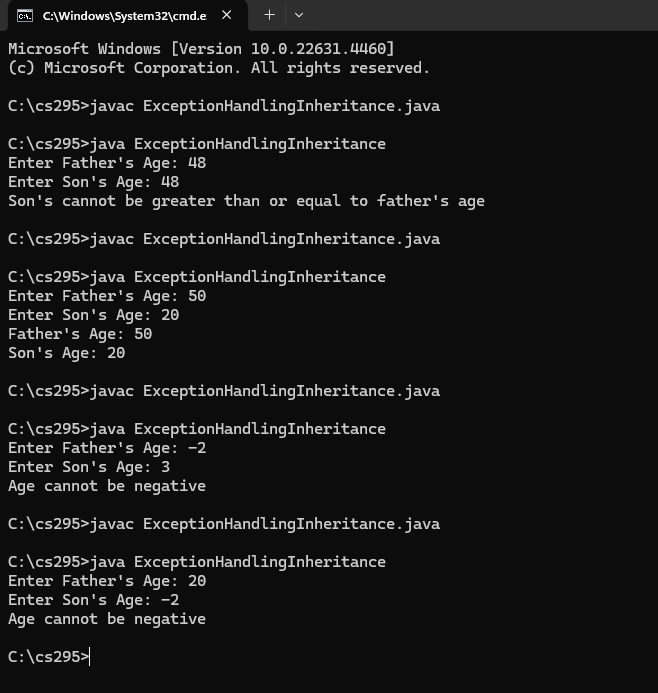 C:\Windows\System32\cmd.e
Microsoft Windows [Version 10.0.22631.4460]
(c) Microsoft Corporation. All rights reserved.
C:\cs295>javac ExceptionHandlingInheritance.java
C:\cs295>java ExceptionHandlingInheritance
Enter Father's Age: 48
Enter Son's Age: 48
Son's cannot be greater than or equal to father's age
C:\cs295>javac ExceptionHandlingInheritance.java
C:\cs295>java ExceptionHandlingInheritance
Enter Father's Age: 50
Enter Son's Age: 20
Father's Age: 50
Son's Age: 20
C:\cs295>javac ExceptionHandlingInheritance.java
C:\cs295>java ExceptionHandlingInheritance
Enter Father's Age: -2
Enter Son's Age: 3
Age cannot be negative
C:\cs295>javac ExceptionHandlingInheritance.java
C:\cs295>java ExceptionHandlingInheritance
Enter Father's Age: 20
Enter Son's Age: -2
Age cannot be negative
C:\cs295>